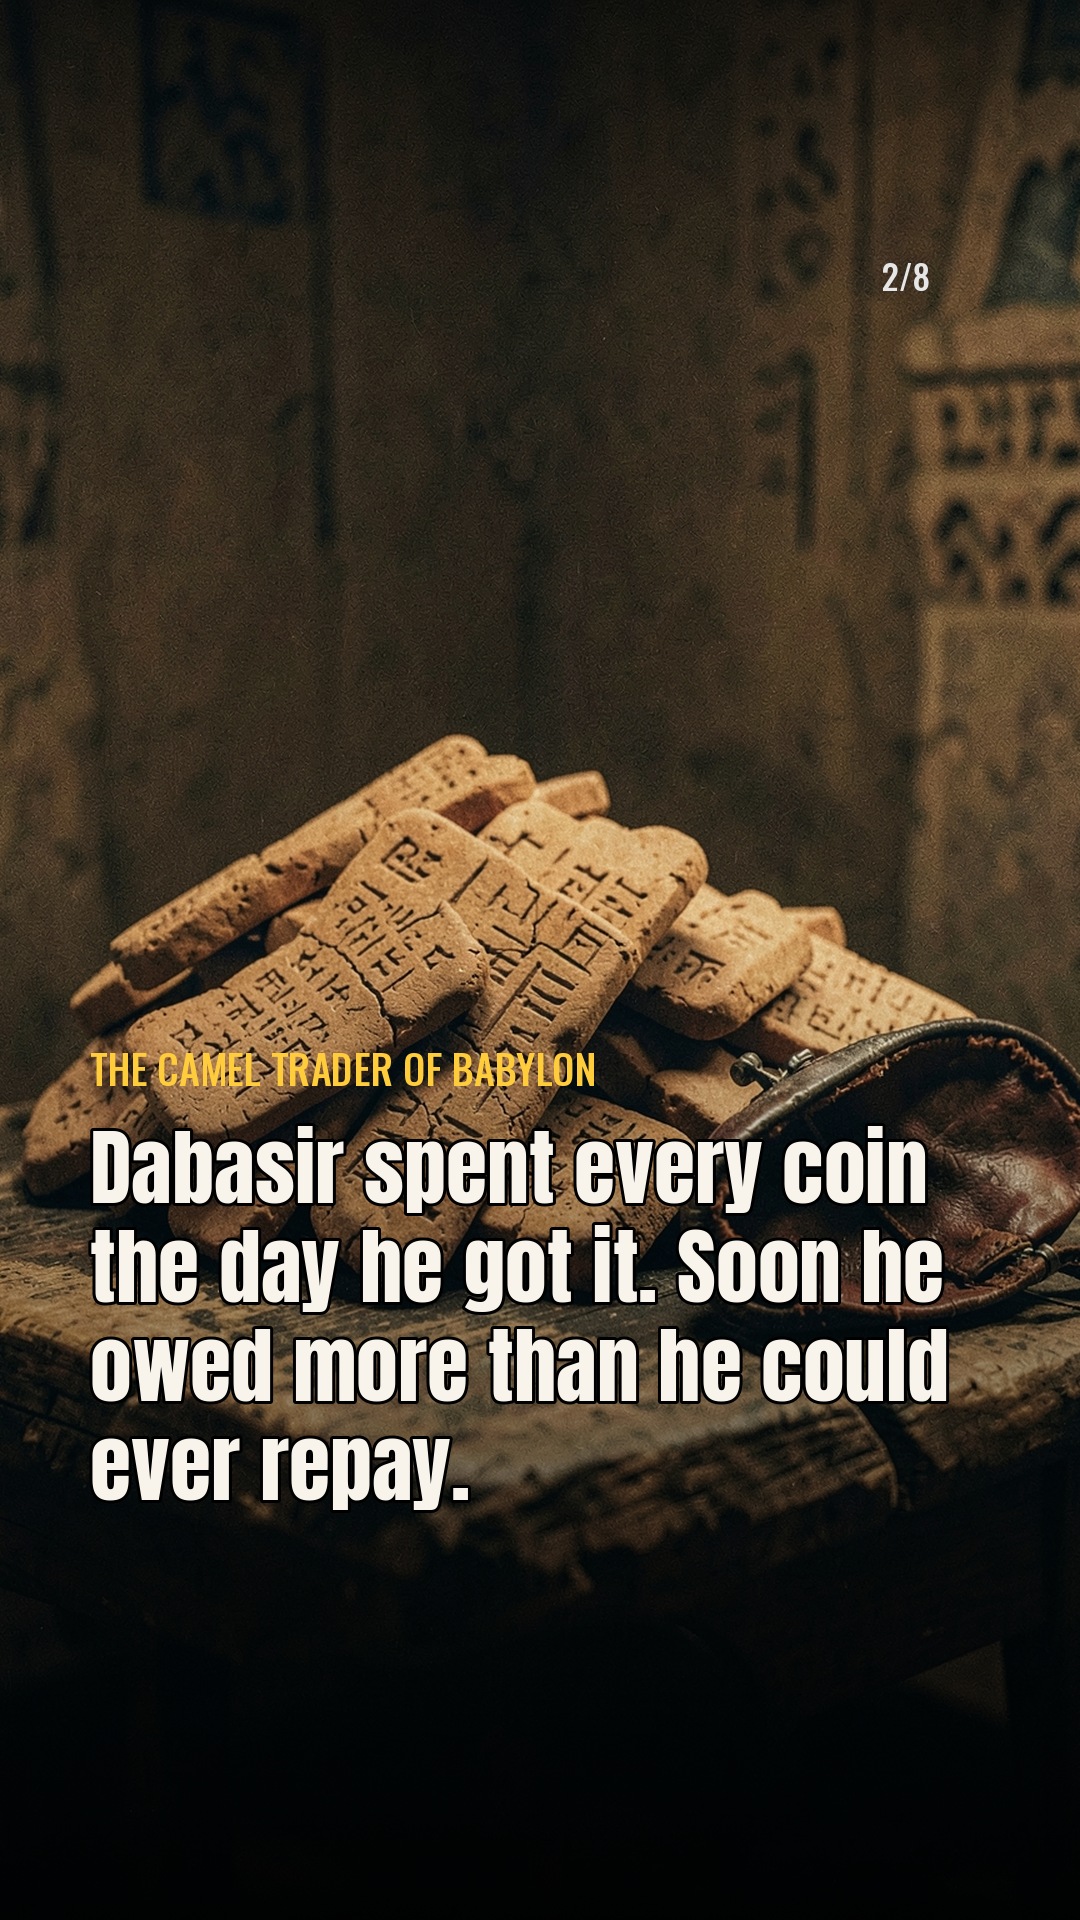 2/8
THE CAMEL TRADER OF BABYLON
Dabasir spent every coin
the day he got it. Soon he
owed more than he could
ever repay.